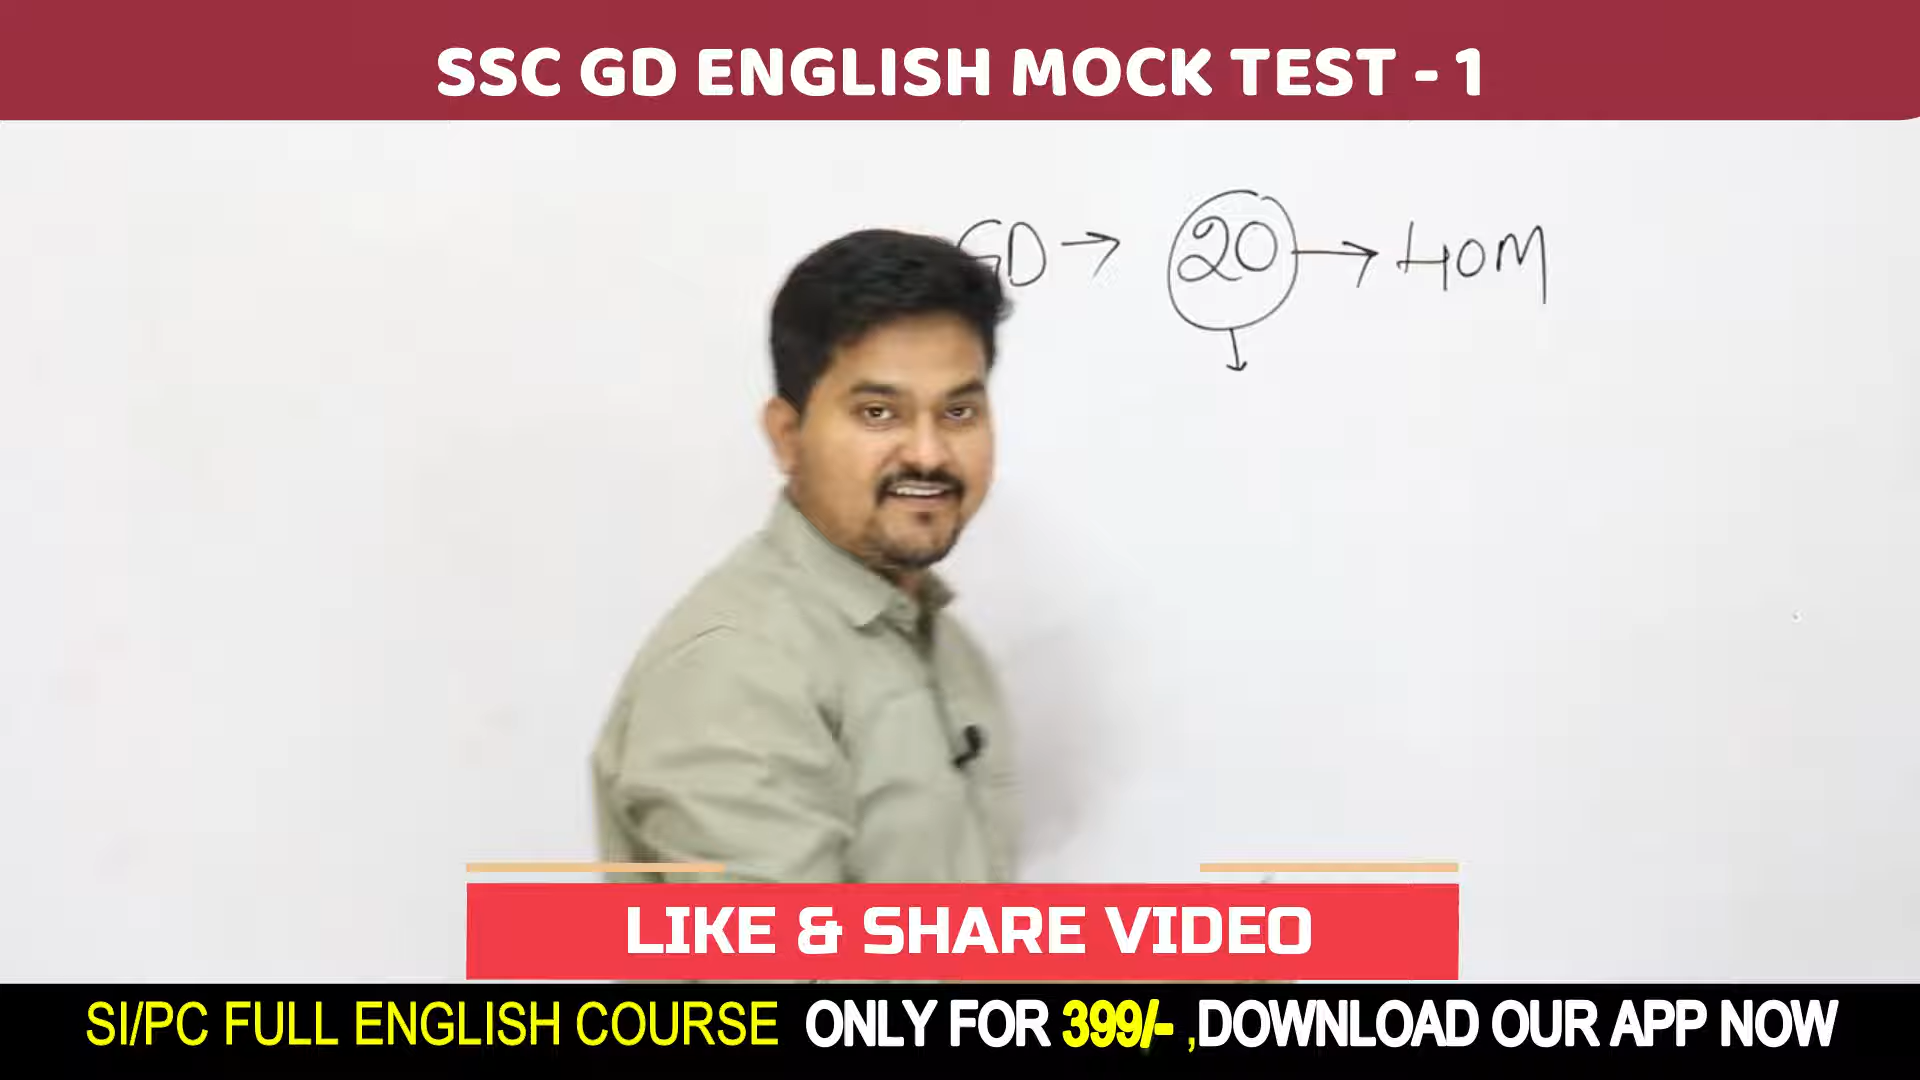 SSC GD ENGLISH MOCK TEST - 1
GD → 20 → 40M
LIKE & SHARE VIDEO
SI/PC FULL ENGLISH COURSE ONLY FOR 399/- ,DOWNLOAD OUR APP NOW